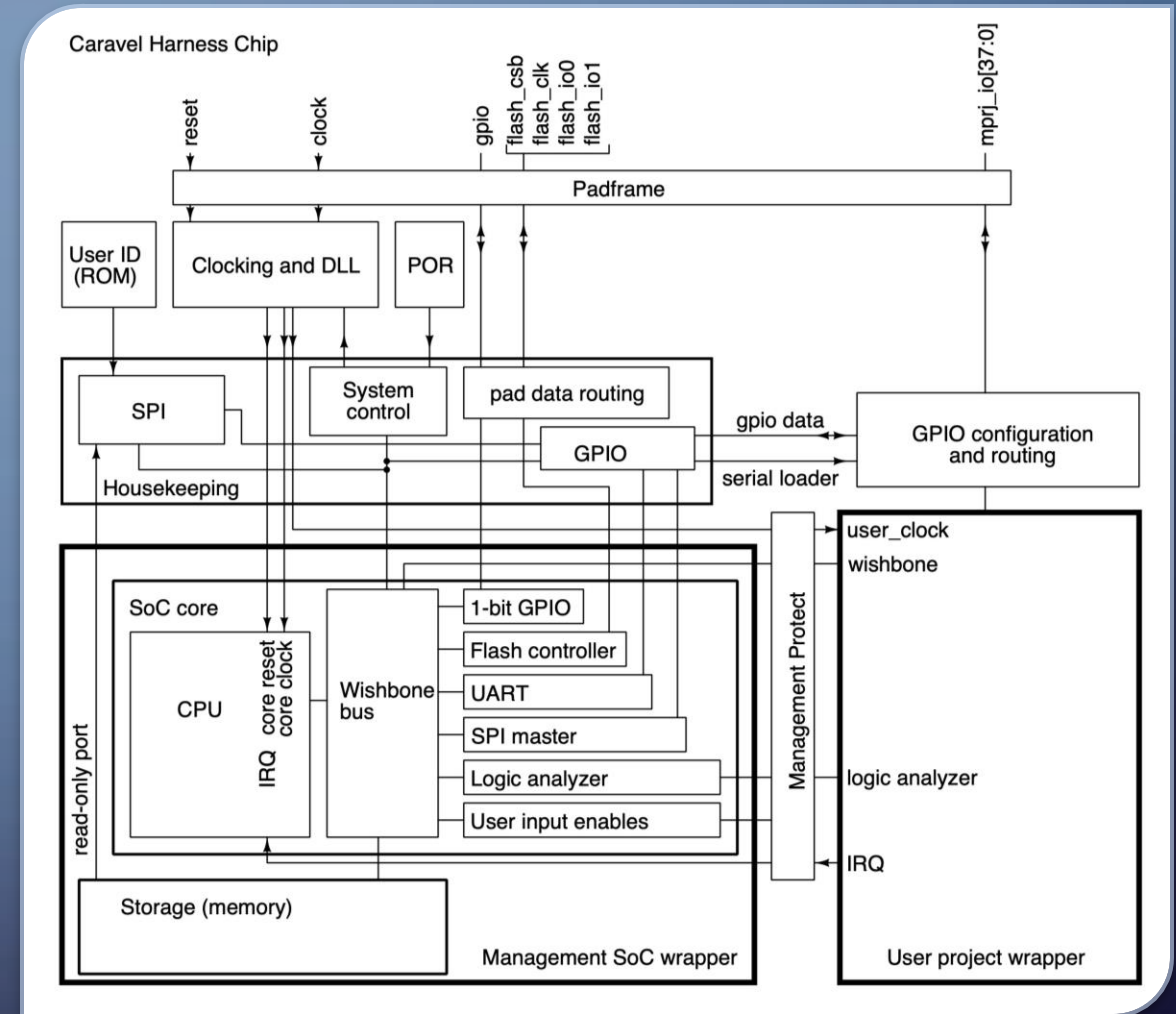 Caravel Harness Chip
reset
clock
gpio
flash_csb
flash_clk
flash_io0
flash_io1
mprj_io[37:0]
Padframe
User ID
(ROM)
Clocking and DLL
POR
SPI
System
control
pad data routing
GPIO
gpio data
serial loader
GPIO configuration
and routing
Housekeeping
user_clock
wishbone
SoC core
CPU
core reset
core clock
IRQ
Wishbone
bus
1-bit GPIO
Flash controller
UART
SPI master
Logic analyzer
User input enables
Management Protect
logic analyzer
IRQ
read-only port
Storage (memory)
Management SoC wrapper
User project wrapper